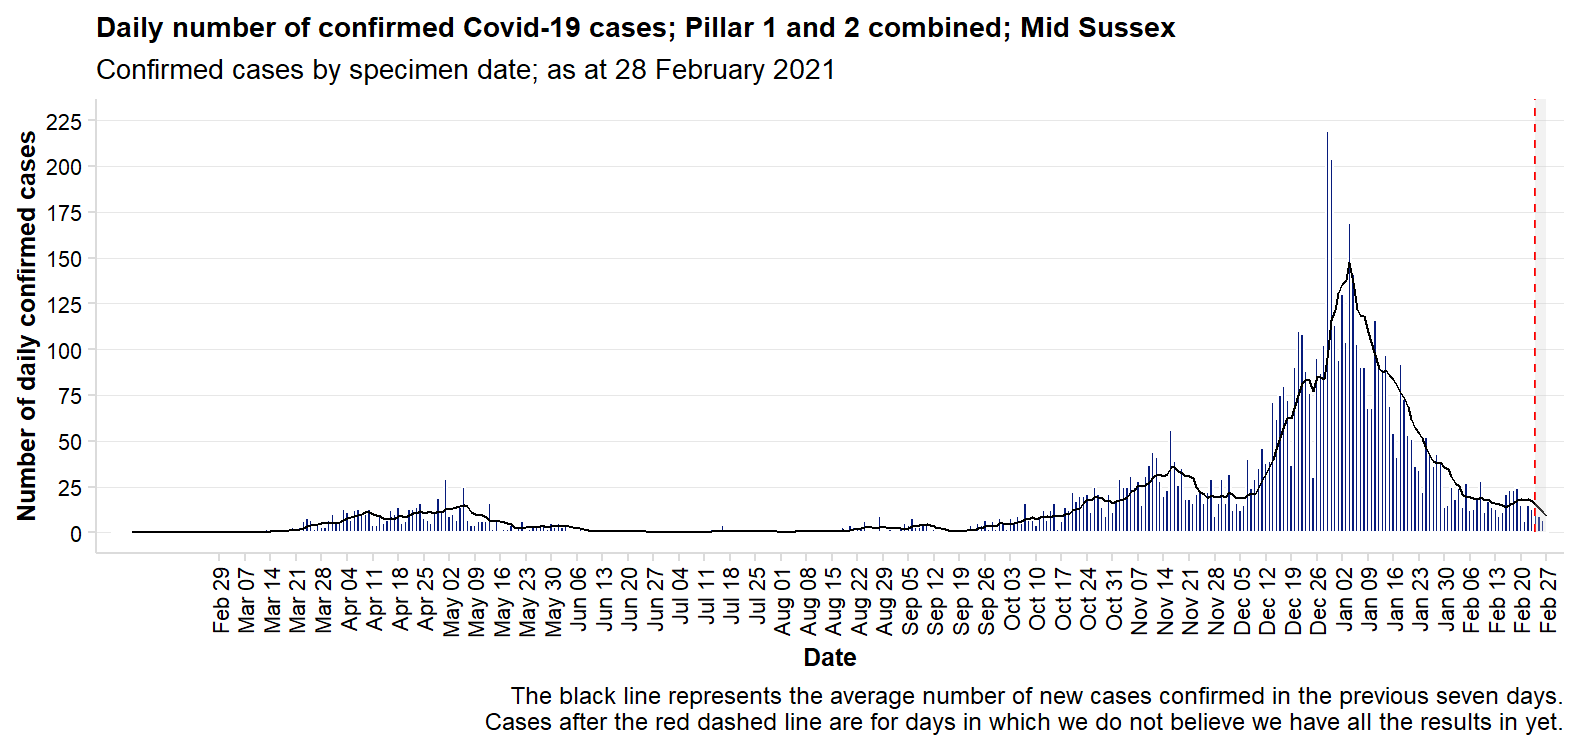 Daily number of confirmed Covid-19 cases; Pillar 1 and 2 combined; Mid Sussex
Confirmed cases by specimen date; as at 28 February 2021
Number of daily confirmed cases
225
200
175
150
125
100
75
50
25
0
Feb 29
Mar 07
Mar 14
Mar 21
Mar 28
Apr 04
Apr 11
Apr 18
Apr 25
May 02
May 09
May 16
May 23
May 30
Jun 06
Jun 13
Jun 20
Jun 27
Jul 04
Jul 11
Jul 18
Jul 25
Aug 01
Aug 08
Aug 15
Aug 22
Aug 29
Sep 05
Sep 12
Sep 19
Sep 26
Oct 03
Oct 10
Oct 17
Oct 24
Oct 31
Nov 07
Nov 14
Nov 21
Nov 28
Dec 05
Dec 12
Dec 19
Dec 26
Jan 02
Jan 09
Jan 16
Jan 23
Jan 30
Feb 06
Feb 13
Feb 20
Feb 27
Date
The black line represents the average number of new cases confirmed in the previous seven days.
Cases after the red dashed line are for days in which we do not believe we have all the results in yet.